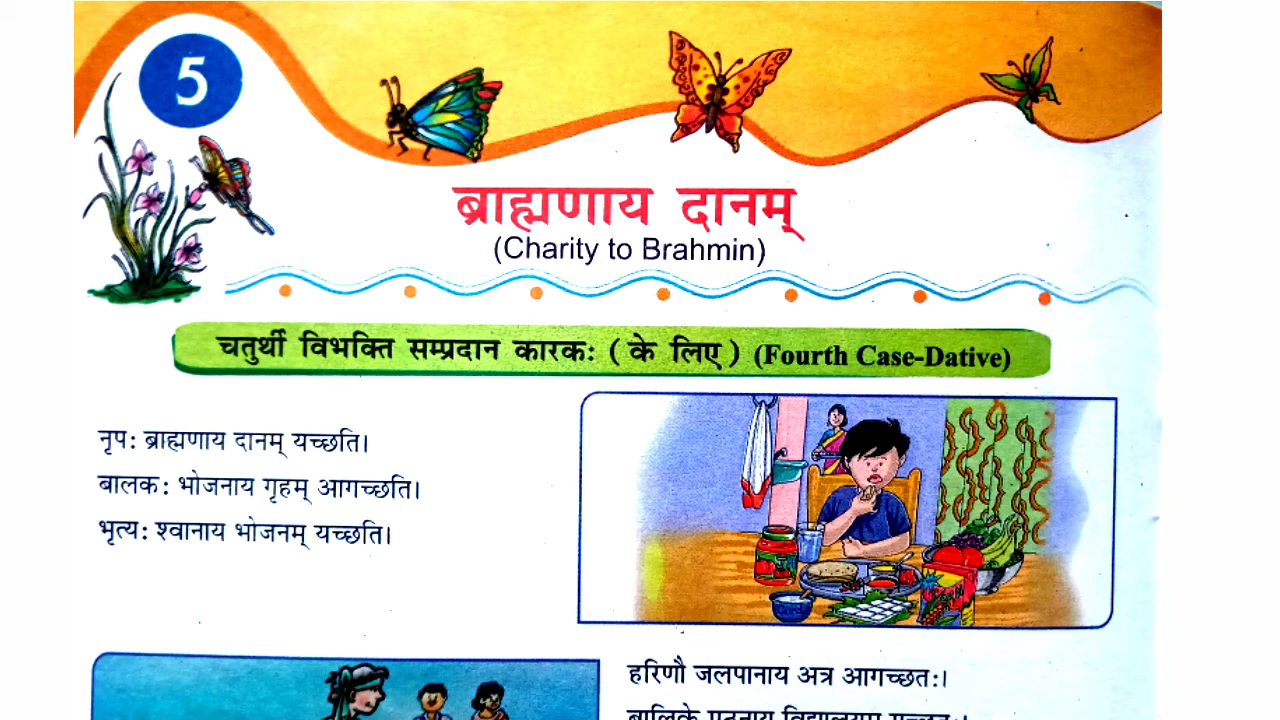 5
ब्राह्मणाय दानम्
(Charity to Brahmin)
चतुर्थी विभक्ति सम्प्रदान कारकः ( के लिए ) (Fourth Case-Dative)
नृपः ब्राह्मणाय दानम् यच्छति।
बालकः भोजनाय गृहम् आगच्छति।
भृत्यः श्वानाय भोजनम् यच्छति।
हरिणौ जलपानाय अत्र आगच्छतः।